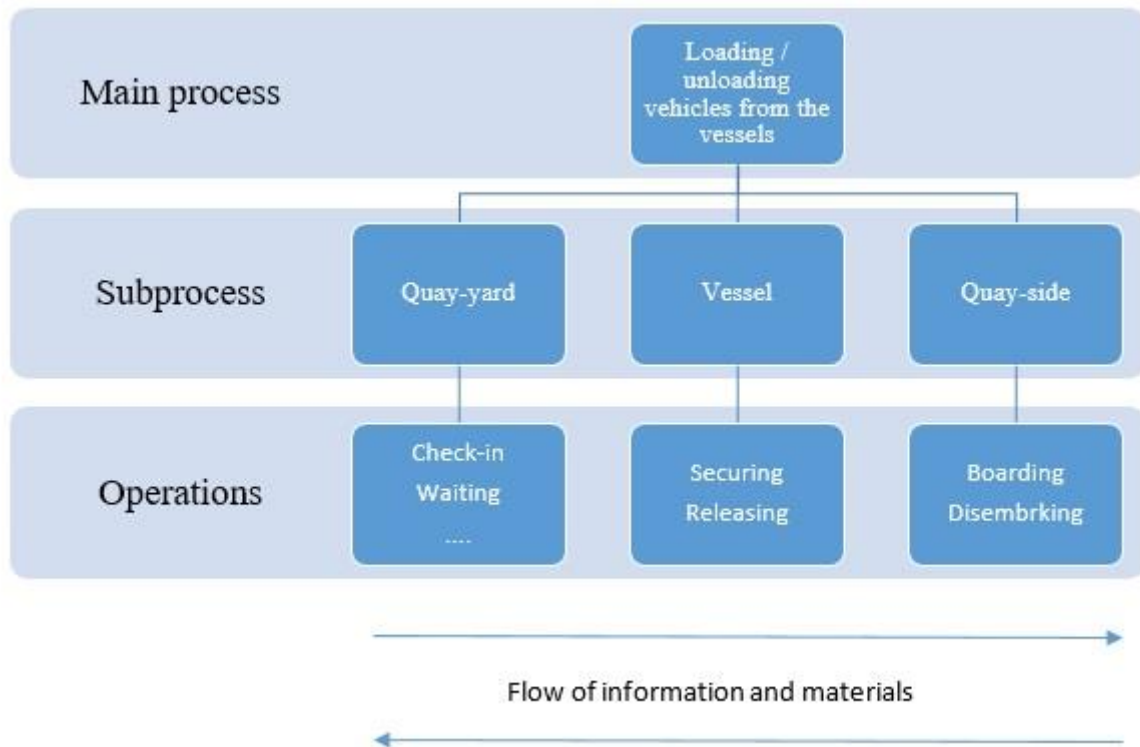 Main process
Loading /
unloading
vehicles from the
vessels
Subprocess
Quay-yard
Vessel
Quay-side
Operations
Check-in
Waiting
....
Securing
Releasing
Boarding
Disembrking
Flow of information and materials